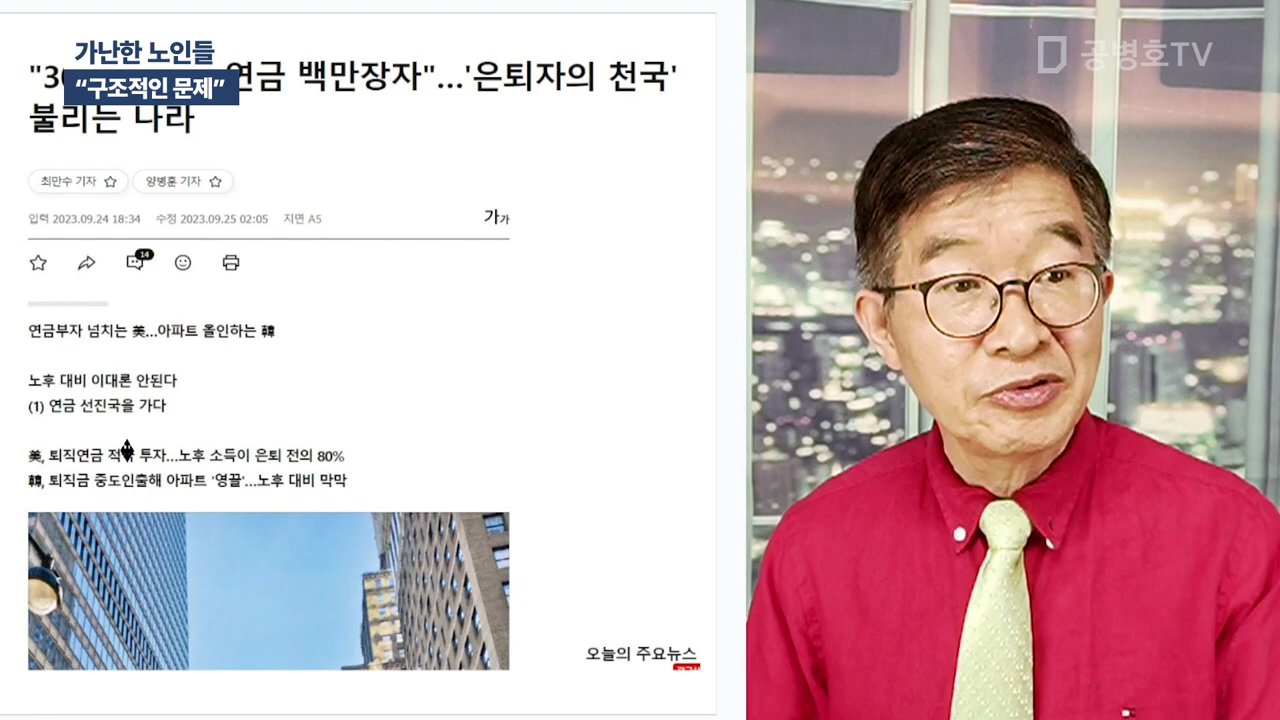 가난한 노인들
“구조적인 문제”
연금 백만장자"...'은퇴자의 천국'
불리는 나라
최만수 기자 양병훈 기자
입력 2023.09.24 18:34 수정 2023.09.25 02:05 지면 A5
가가
14
연금부자 넘치는 美...아파트 올인하는 韓
노후 대비 이대론 안된다
(1) 연금 선진국을 가다
美, 퇴직연금 투자...노후 소득이 은퇴 전의 80%
韓, 퇴직금 중도인출해 아파트 '영끌'...노후 대비 막막
오늘의 주요뉴스
공병호TV